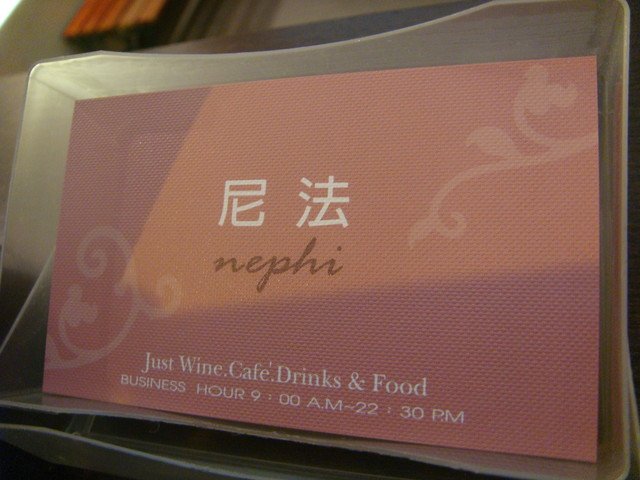 尼法
nephi
Just Wine.Cafe'.Drinks & Food
BUSINESS HOUR 9：00 A.M~22：30 P.M